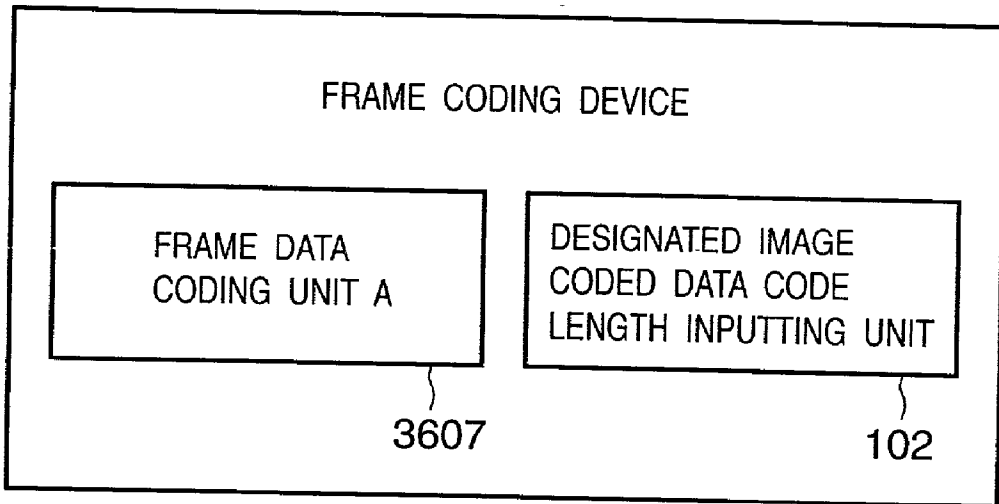 FRAME CODING DEVICE
FRAME DATA
CODING UNIT A
DESIGNATED IMAGE
CODED DATA CODE
LENGTH INPUTTING UNIT
3607
102